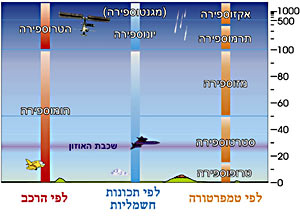 (מגנטוספירה)
אקזוספירה
הטרוספירה
יונוספירה
תרמוספירה
מזוספירה
הומוספירה
סטרטוספירה
שכבת האוזון
טרופוספירה
1000
500
100
80
60
40
20
0
לפי הרכב
לפי תכונות
חשמליות
לפי טמפרטורה